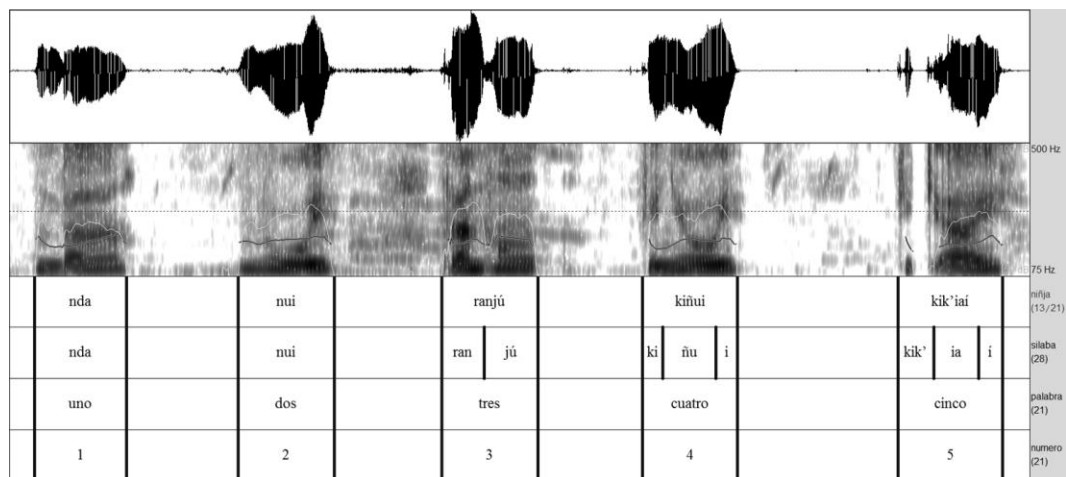 500 Hz
75 Hz
nda nui ranjú kiñui kik’iaí niñja (13/21)
nda nui ran jú ki ñu i kik’ ia í silaba (28)
uno dos tres cuatro cinco palabra (21)
1 2 3 4 5 numero (21)